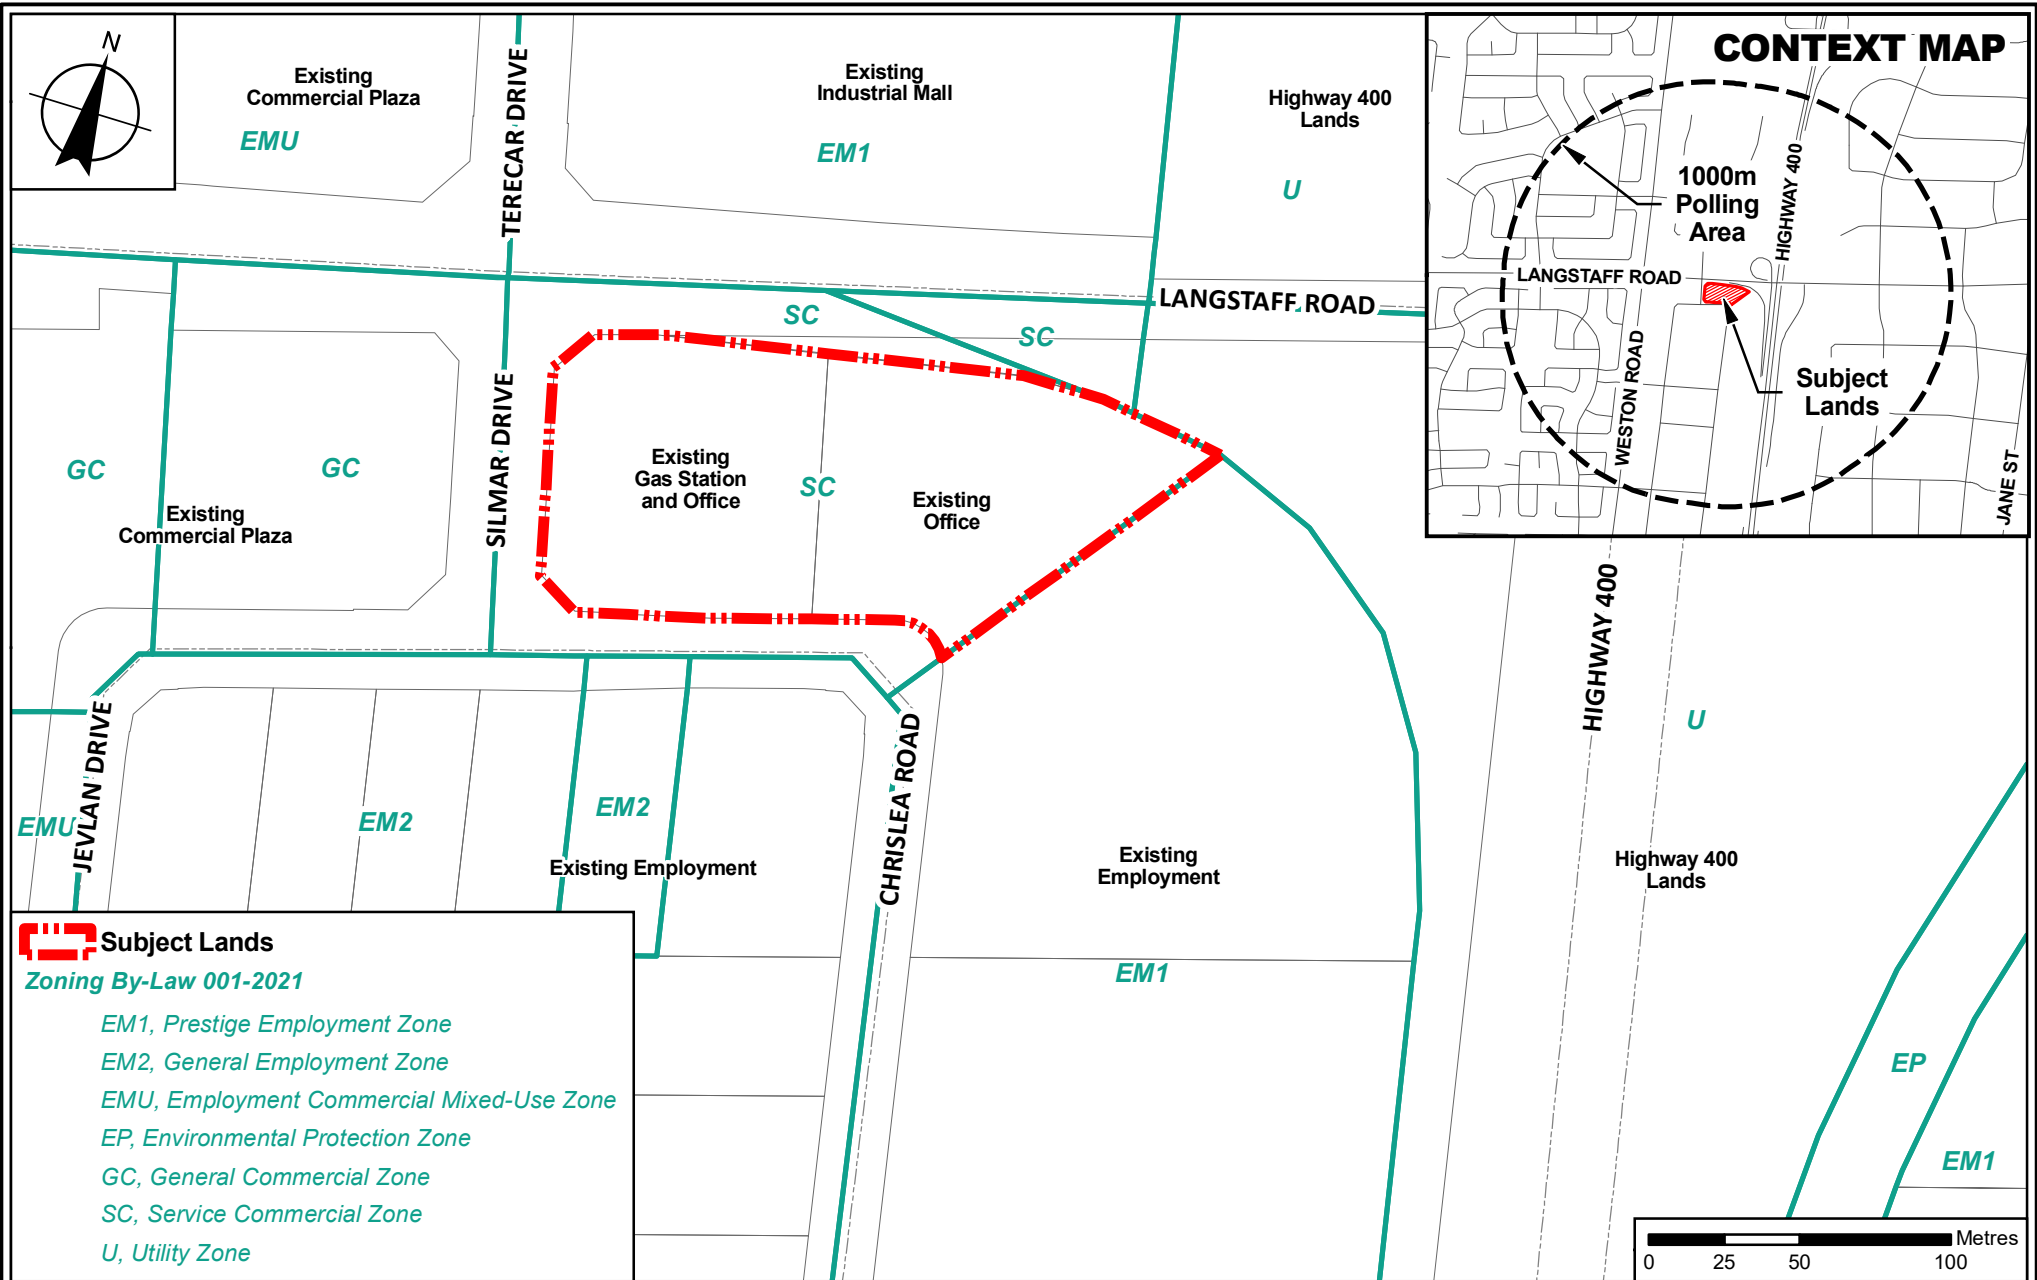 N
Existing
Commercial Plaza
EMU
TERECAR DRIVE
Existing
Industrial Mall
EM1
Highway 400
Lands
U
CONTEXT MAP
1000m
Polling
Area
HIGHWAY 400
LANGSTAFF ROAD
WESTON ROAD
Subject
Lands
JANE ST
LANGSTAFF ROAD
SC
SC
GC
GC
Existing
Commercial Plaza
SILMAR DRIVE
Existing
Gas Station
and Office
SC
Existing
Office
HIGHWAY 400
U
JEVLAN DRIVE
EMU
EM2
EM2
Existing Employment
CHRISLEA ROAD
Existing
Employment
Highway 400
Lands
EM1
EP
EM1
Subject Lands
Zoning By-Law 001-2021
EM1, Prestige Employment Zone
EM2, General Employment Zone
EMU, Employment Commercial Mixed-Use Zone
EP, Environmental Protection Zone
GC, General Commercial Zone
SC, Service Commercial Zone
U, Utility Zone
Metres
0 25 50 100